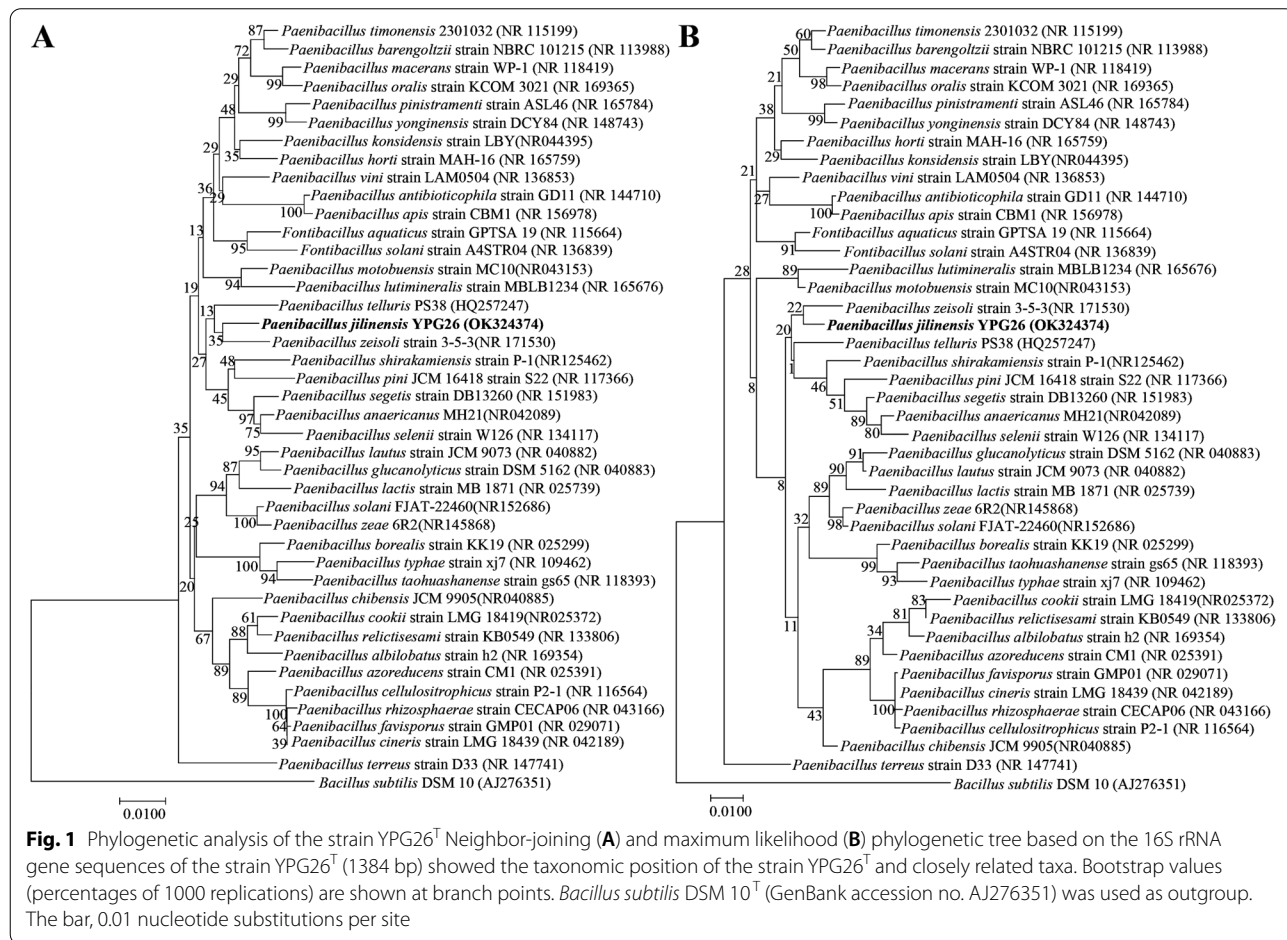 A
Paenibacillus timonensis 2301032 (NR 115199)
Paenibacillus barengoltzii strain NBRC 101215 (NR 113988)
Paenibacillus macerans strain WP-1 (NR 118419)
Paenibacillus oralis strain KCOM 3021 (NR 169365)
Paenibacillus pinistramenti strain ASL46 (NR 165784)
Paenibacillus yonginensis strain DCY84 (NR 148743)
Paenibacillus konsidensis strain LBY(NR044395)
Paenibacillus horti strain MAH-16 (NR 165759)
Paenibacillus vini strain LAM0504 (NR 136853)
Paenibacillus antibioticophila strain GD11 (NR 144710)
Paenibacillus apis strain CBM1 (NR 156978)
Fontibacillus aquaticus strain GPTSA 19 (NR 115664)
Fontibacillus solani strain A4STR04 (NR 136839)
Paenibacillus motobuensis strain MC10(NR043153)
Paenibacillus lutimineralis strain MBLB1234 (NR 165676)
Paenibacillus telluris PS38 (HQ257247)
Paenibacillus jilinensis YPG26 (OK324374)
Paenibacillus zeisoli strain 3-5-3(NR 171530)
Paenibacillus shirakamiensis strain P-1(NR125462)
Paenibacillus pini JCM 16418 strain S22 (NR 117366)
Paenibacillus segetis strain DB13260 (NR 151983)
Paenibacillus anaericanus MH21(NR042089)
Paenibacillus selenii strain W126 (NR 134117)
Paenibacillus lautus strain JCM 9073 (NR 040882)
Paenibacillus glucanolyticus strain DSM 5162 (NR 040883)
Paenibacillus lactis strain MB 1871 (NR 025739)
Paenibacillus solani FJAT-22460(NR152686)
Paenibacillus zeae 6R2(NR145868)
Paenibacillus borealis strain KK19 (NR 025299)
Paenibacillus typhae strain xj7 (NR 109462)
Paenibacillus taohuashanense strain gs65 (NR 118393)
Paenibacillus chibensis JCM 9905(NR040885)
Paenibacillus cookii strain LMG 18419(NR025372)
Paenibacillus relictisesami strain KB0549 (NR 133806)
Paenibacillus albilobatus strain h2 (NR 169354)
Paenibacillus azoreducens strain CM1 (NR 025391)
Paenibacillus cellulositrophicus strain P2-1 (NR 116564)
Paenibacillus rhizosphaerae strain CECAP06 (NR 043166)
Paenibacillus favisporus strain GMP01 (NR 029071)
Paenibacillus cineris strain LMG 18439 (NR 042189)
Paenibacillus terreus strain D33 (NR 147741)
Bacillus subtilis DSM 10 (AJ276351)
87
72
99
29
48
99
29
35
36
29
100
13
95
94
19
13
35
27
48
45
97
75
35
95
87
94
100
25
100
94
20
61
88
67
89
89
100
64
39
0.0100
B
Paenibacillus timonensis 2301032 (NR 115199)
Paenibacillus barengoltzii strain NBRC 101215 (NR 113988)
Paenibacillus macerans strain WP-1 (NR 118419)
Paenibacillus oralis strain KCOM 3021 (NR 169365)
Paenibacillus pinistramenti strain ASL46 (NR 165784)
Paenibacillus yonginensis strain DCY84 (NR 148743)
Paenibacillus horti strain MAH-16 (NR 165759)
Paenibacillus konsidensis strain LBY(NR044395)
Paenibacillus vini strain LAM0504 (NR 136853)
Paenibacillus antibioticophila strain GD11 (NR 144710)
Paenibacillus apis strain CBM1 (NR 156978)
Fontibacillus aquaticus strain GPTSA 19 (NR 115664)
Fontibacillus solani strain A4STR04 (NR 136839)
Paenibacillus lutimineralis strain MBLB1234 (NR 165676)
Paenibacillus motobuensis strain MC10(NR043153)
Paenibacillus zeisoli strain 3-5-3(NR 171530)
Paenibacillus jilinensis YPG26 (OK324374)
Paenibacillus telluris PS38 (HQ257247)
Paenibacillus shirakamiensis strain P-1(NR125462)
Paenibacillus pini JCM 16418 strain S22 (NR 117366)
Paenibacillus segetis strain DB13260 (NR 151983)
Paenibacillus anaericanus MH21(NR042089)
Paenibacillus selenii strain W126 (NR 134117)
Paenibacillus glucanolyticus strain DSM 5162 (NR 040883)
Paenibacillus lautus strain JCM 9073 (NR 040882)
Paenibacillus lactis strain MB 1871 (NR 025739)
Paenibacillus zeae 6R2(NR145868)
Paenibacillus solani FJAT-22460(NR152686)
Paenibacillus borealis strain KK19 (NR 025299)
Paenibacillus taohuashanense strain gs65 (NR 118393)
Paenibacillus typhae strain xj7 (NR 109462)
Paenibacillus cookii strain LMG 18419(NR025372)
Paenibacillus relictisesami strain KB0549 (NR 133806)
Paenibacillus albilobatus strain h2 (NR 169354)
Paenibacillus azoreducens strain CM1 (NR 025391)
Paenibacillus favisporus strain GMP01 (NR 029071)
Paenibacillus cineris strain LMG 18439 (NR 042189)
Paenibacillus rhizosphaerae strain CECAP06 (NR 043166)
Paenibacillus cellulositrophicus strain P2-1 (NR 116564)
Paenibacillus chibensis JCM 9905(NR040885)
Paenibacillus terreus strain D33 (NR 147741)
Bacillus subtilis DSM 10 (AJ276351)
60
50
98
21
38
99
29
21
27
100
91
28
89
8
22
20
1
46
51
89
80
8
91
90
89
98
32
99
93
83
81
34
11
89
100
43
0.0100
Fig. 1 Phylogenetic analysis of the strain YPG26T Neighbor-joining (A) and maximum likelihood (B) phylogenetic tree based on the 16S rRNA
gene sequences of the strain YPG26T (1384 bp) showed the taxonomic position of the strain YPG26T and closely related taxa. Bootstrap values
(percentages of 1000 replications) are shown at branch points. Bacillus subtilis DSM 10T (GenBank accession no. AJ276351) was used as outgroup.
The bar, 0.01 nucleotide substitutions per site